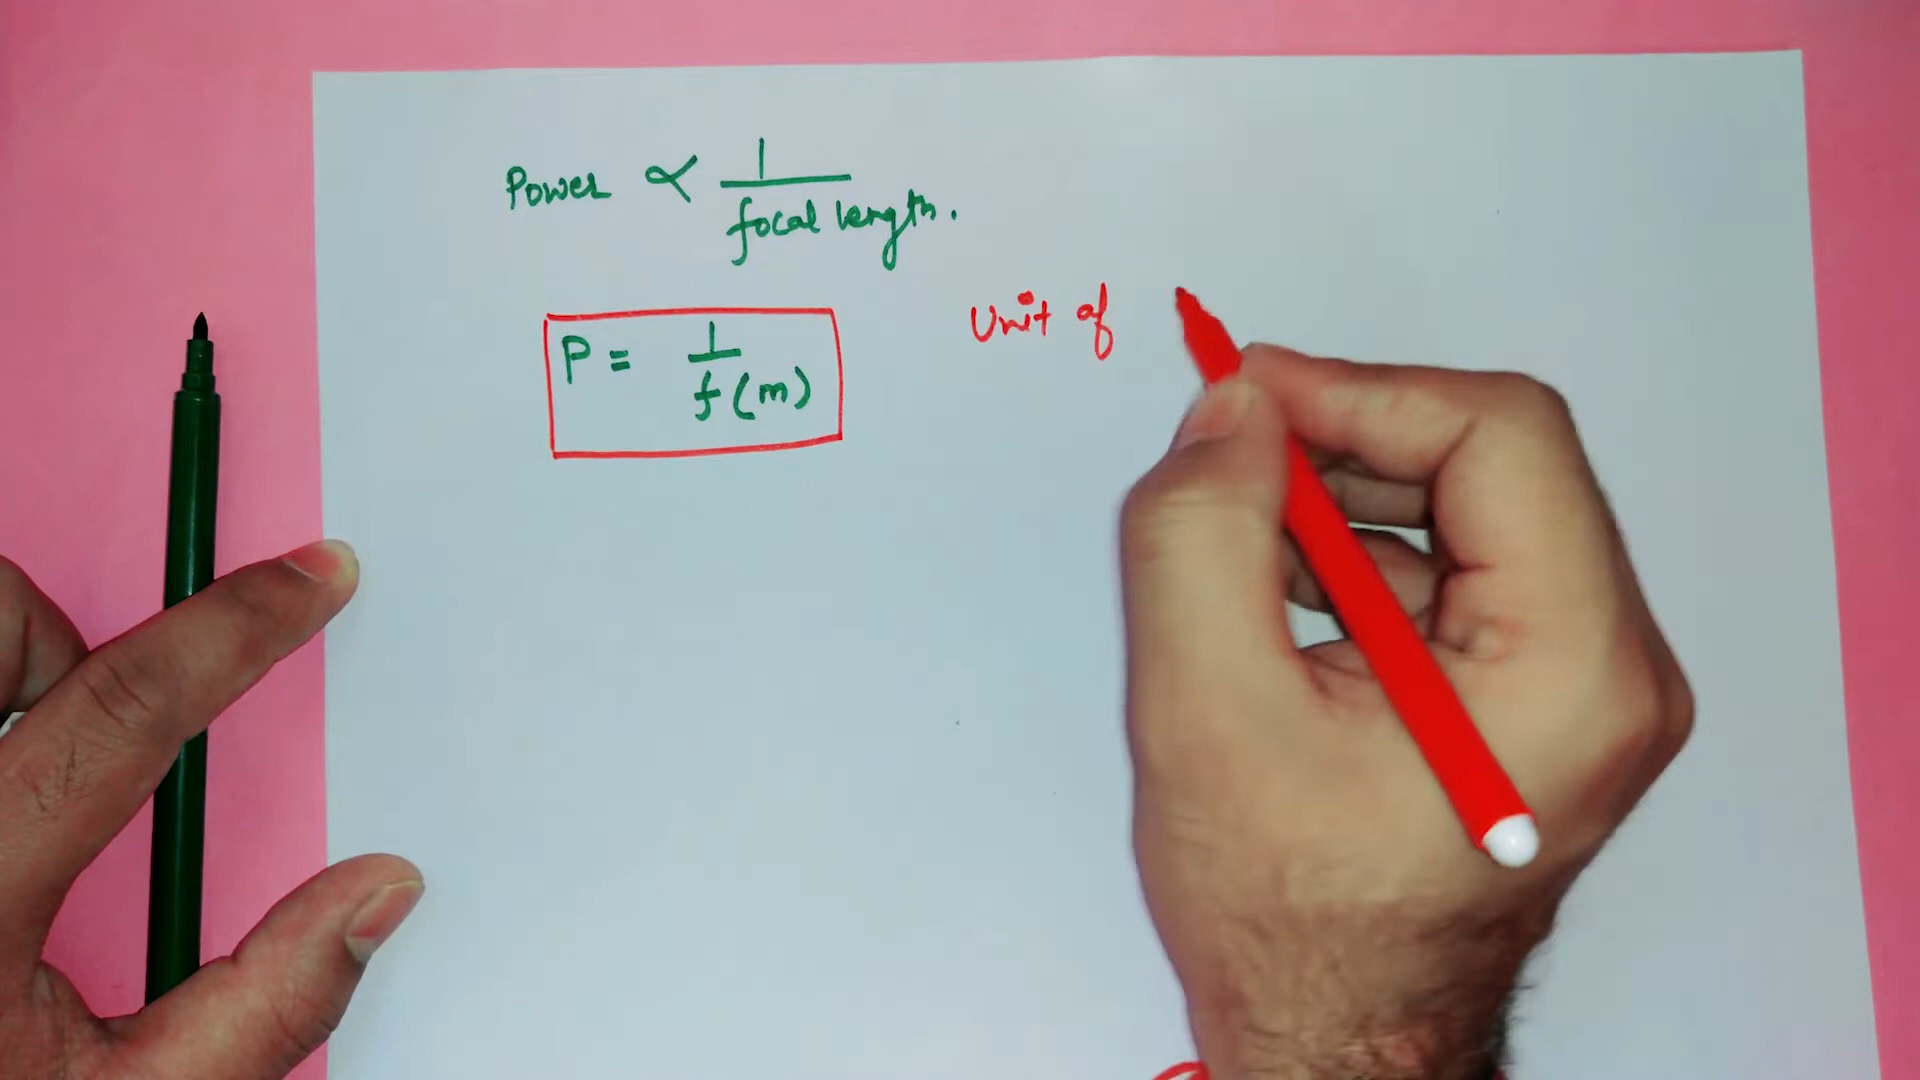 Power ∝ 1 / focal length.
P = 1 / f (m)
Unit of